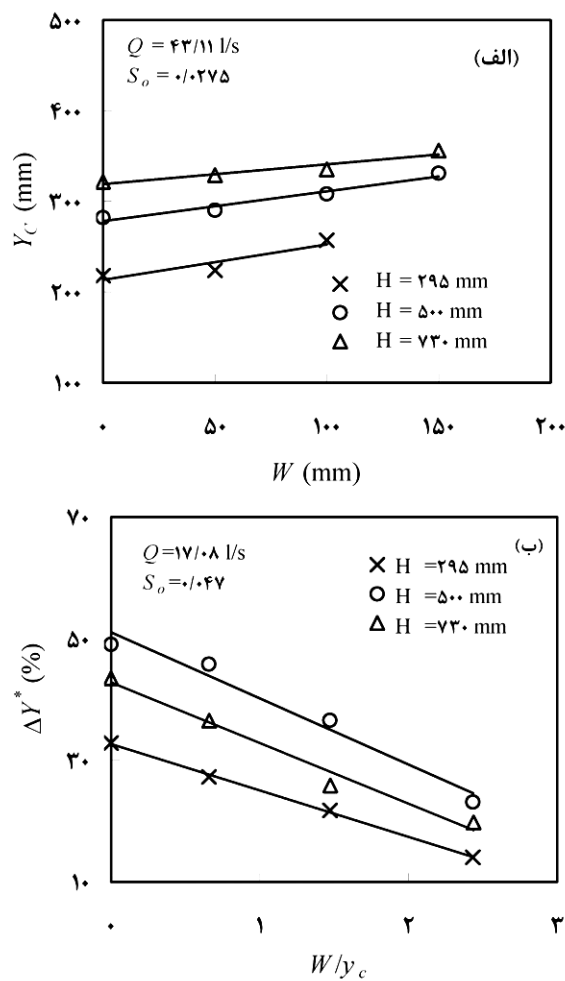 (الف)
Q = ۴۳/۱۱ l/s
S_o = ۰/۰۲۷۵
۵۰۰
۴۰۰
۳۰۰
۲۰۰
۱۰۰
Y_C (mm)
H = ۲۹۵ mm
H = ۵۰۰ mm
H = ۷۳۰ mm
۰ ۵۰ ۱۰۰ ۱۵۰ ۲۰۰
W (mm)
(ب)
Q =۱۷/۰۸ l/s
S_o =۰/۰۴۷
H =۲۹۵ mm
H =۵۰۰ mm
H =۷۳۰ mm
۷۰
۵۰
۳۰
۱۰
ΔY* (%)
۰ ۱ ۲ ۳
W/y_c